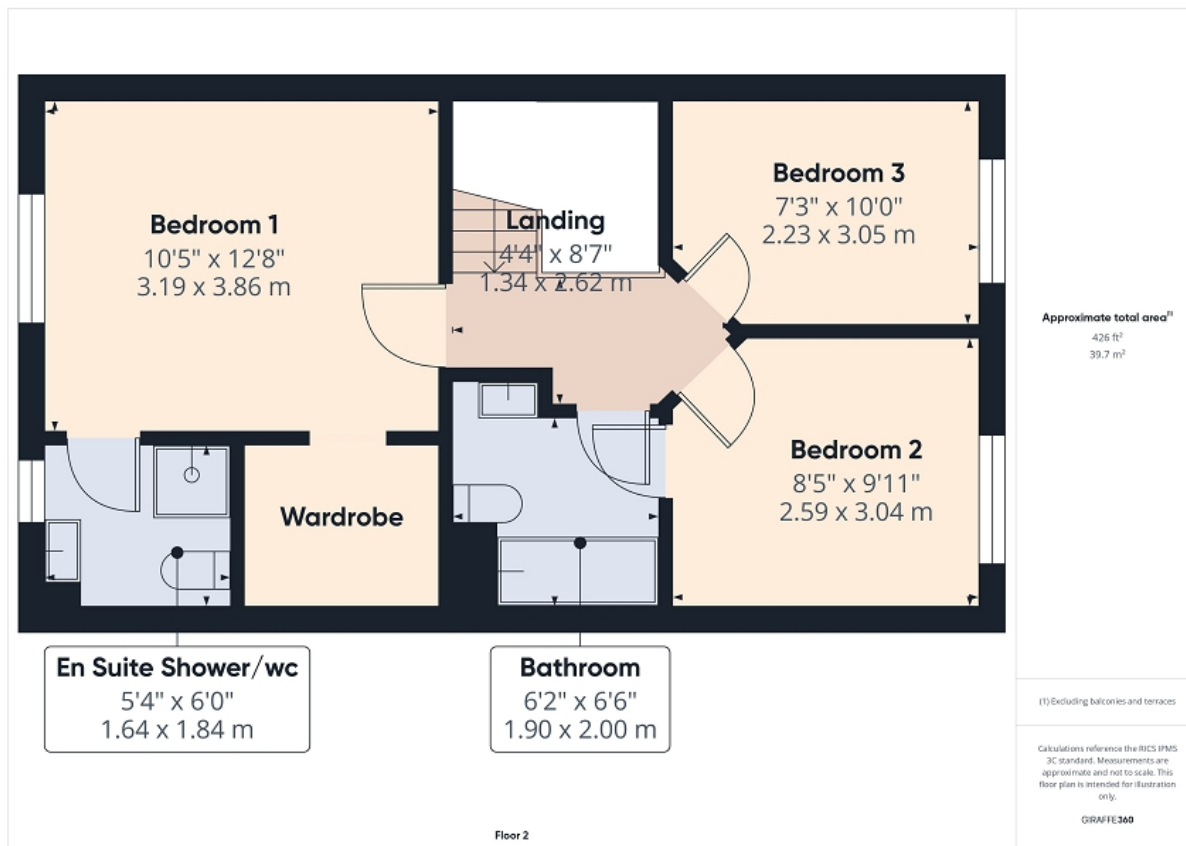 Bedroom 1
10'5" x 12'8"
3.19 x 3.86 m
Landing
4'4" x 8'7"
1.34 x 2.62 m
Bedroom 3
7'3" x 10'0"
2.23 x 3.05 m
Bedroom 2
8'5" x 9'11"
2.59 x 3.04 m
Wardrobe
En Suite Shower/wc
5'4" x 6'0"
1.64 x 1.84 m
Bathroom
6'2" x 6'6"
1.90 x 2.00 m
Floor 2
Approximate total area⁽¹⁾
426 ft²
39.7 m²
(1) Excluding balconies and terraces
Calculations reference the RICS IPMS
3C standard. Measurements are
approximate and not to scale. This
floor plan is intended for illustration
only.
GIRAFFE360